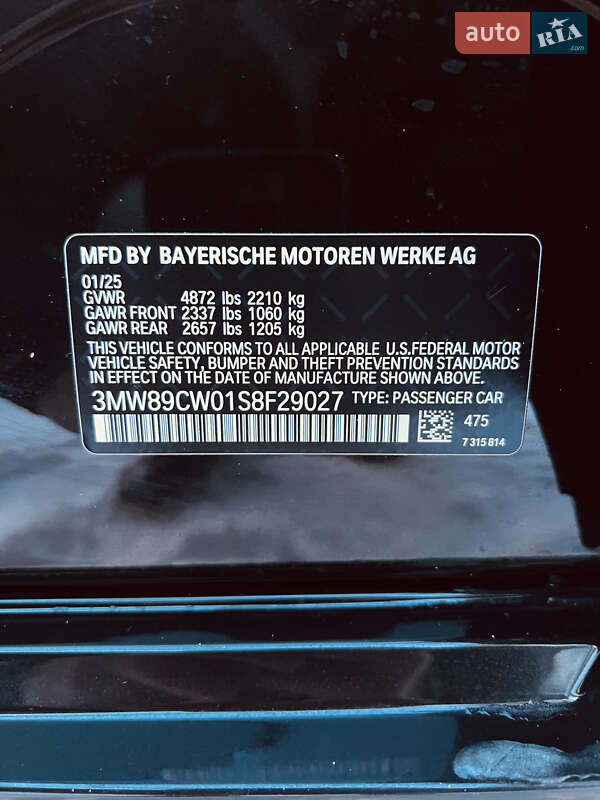 auto RIA
.com
MFD BY BAYERISCHE MOTOREN WERKE AG
01/25
GVWR 4872 lbs 2210 kg
GAWR FRONT 2337 lbs 1060 kg
GAWR REAR 2657 lbs 1205 kg
THIS VEHICLE CONFORMS TO ALL APPLICABLE U.S.FEDERAL MOTOR
VEHICLE SAFETY, BUMPER AND THEFT PREVENTION STANDARDS
IN EFFECT ON THE DATE OF MANUFACTURE SHOWN ABOVE.
3MW89CW01S8F29027 TYPE: PASSENGER CAR
475
7 315 814